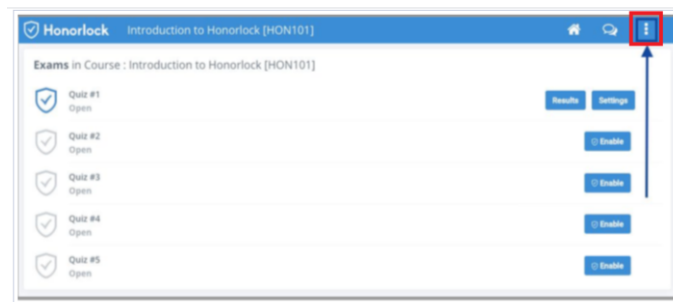 Honorlock Introduction to Honorlock [HON101]
Exams in Course : Introduction to Honorlock [HON101]
Quiz #1
Open
Results Settings
Quiz #2
Open
Enable
Quiz #3
Open
Enable
Quiz #4
Open
Enable
Quiz #5
Open
Enable